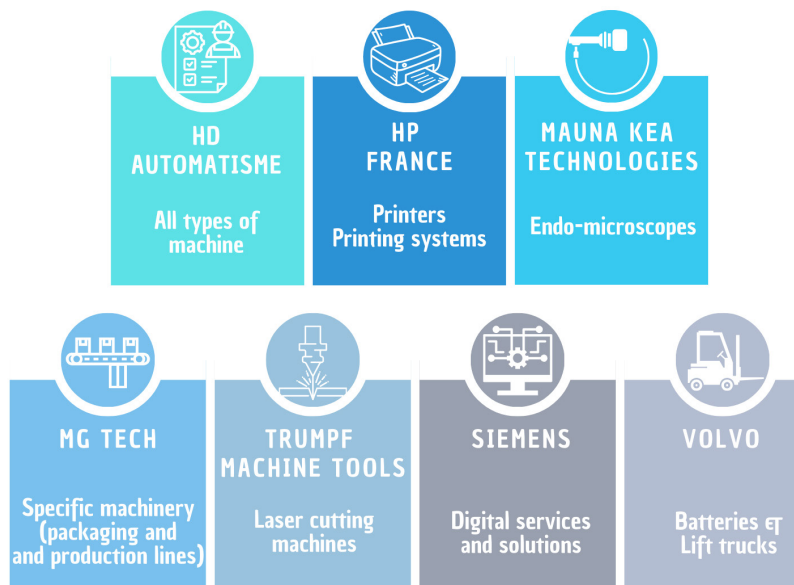 HD
AUTOMATISME
All types of
machine
HP
FRANCE
Printers
Printing systems
MAUNA KEA
TECHNOLOGIES
Endo-microscopes
MG TECH
Specific machinery
(packaging and
and production lines)
TRUMPF
MACHINE TOOLS
Laser cutting
machines
SIEMENS
Digital services
and solutions
VOLVO
Batteries &
Lift trucks